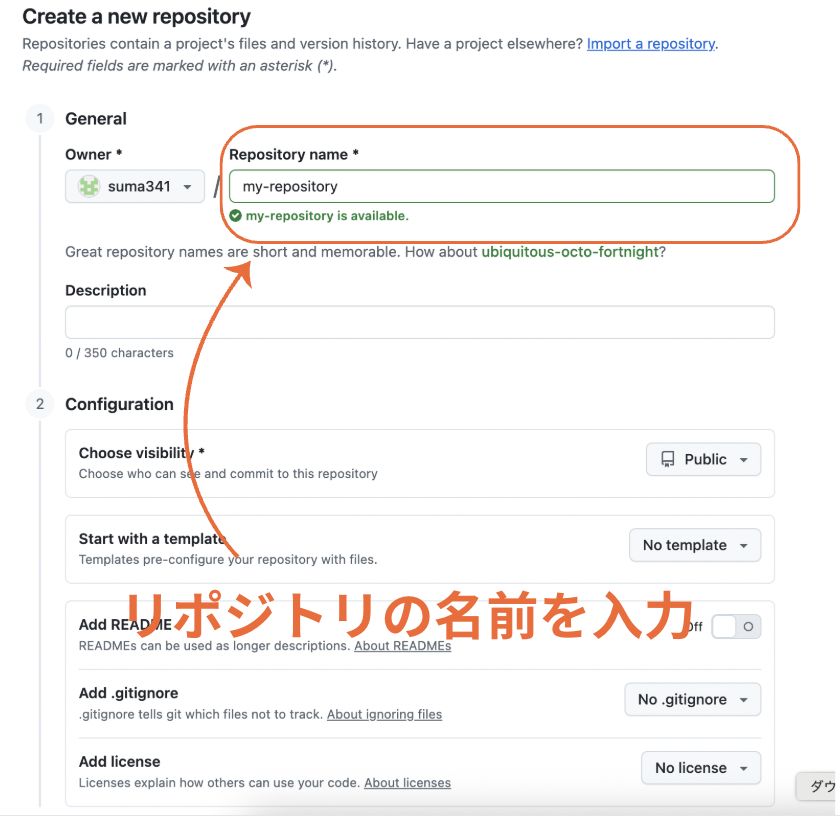 Create a new repository
Repositories contain a project's files and version history. Have a project elsewhere? Import a repository.
Required fields are marked with an asterisk (*).
1 General
Owner * Repository name *
suma341 / my-repository
my-repository is available.
Great repository names are short and memorable. How about ubiquitous-octo-fortnight?
Description
0 / 350 characters
2 Configuration
Choose visibility * Public
Choose who can see and commit to this repository
Start with a template No template
Templates pre-configure your repository with files.
リポジトリの名前を入力
Add README Off
READMEs can be used as longer descriptions. About READMEs
Add .gitignore No .gitignore
.gitignore tells git which files not to track. About ignoring files
Add license No license
Licenses explain how others can use your code. About licenses